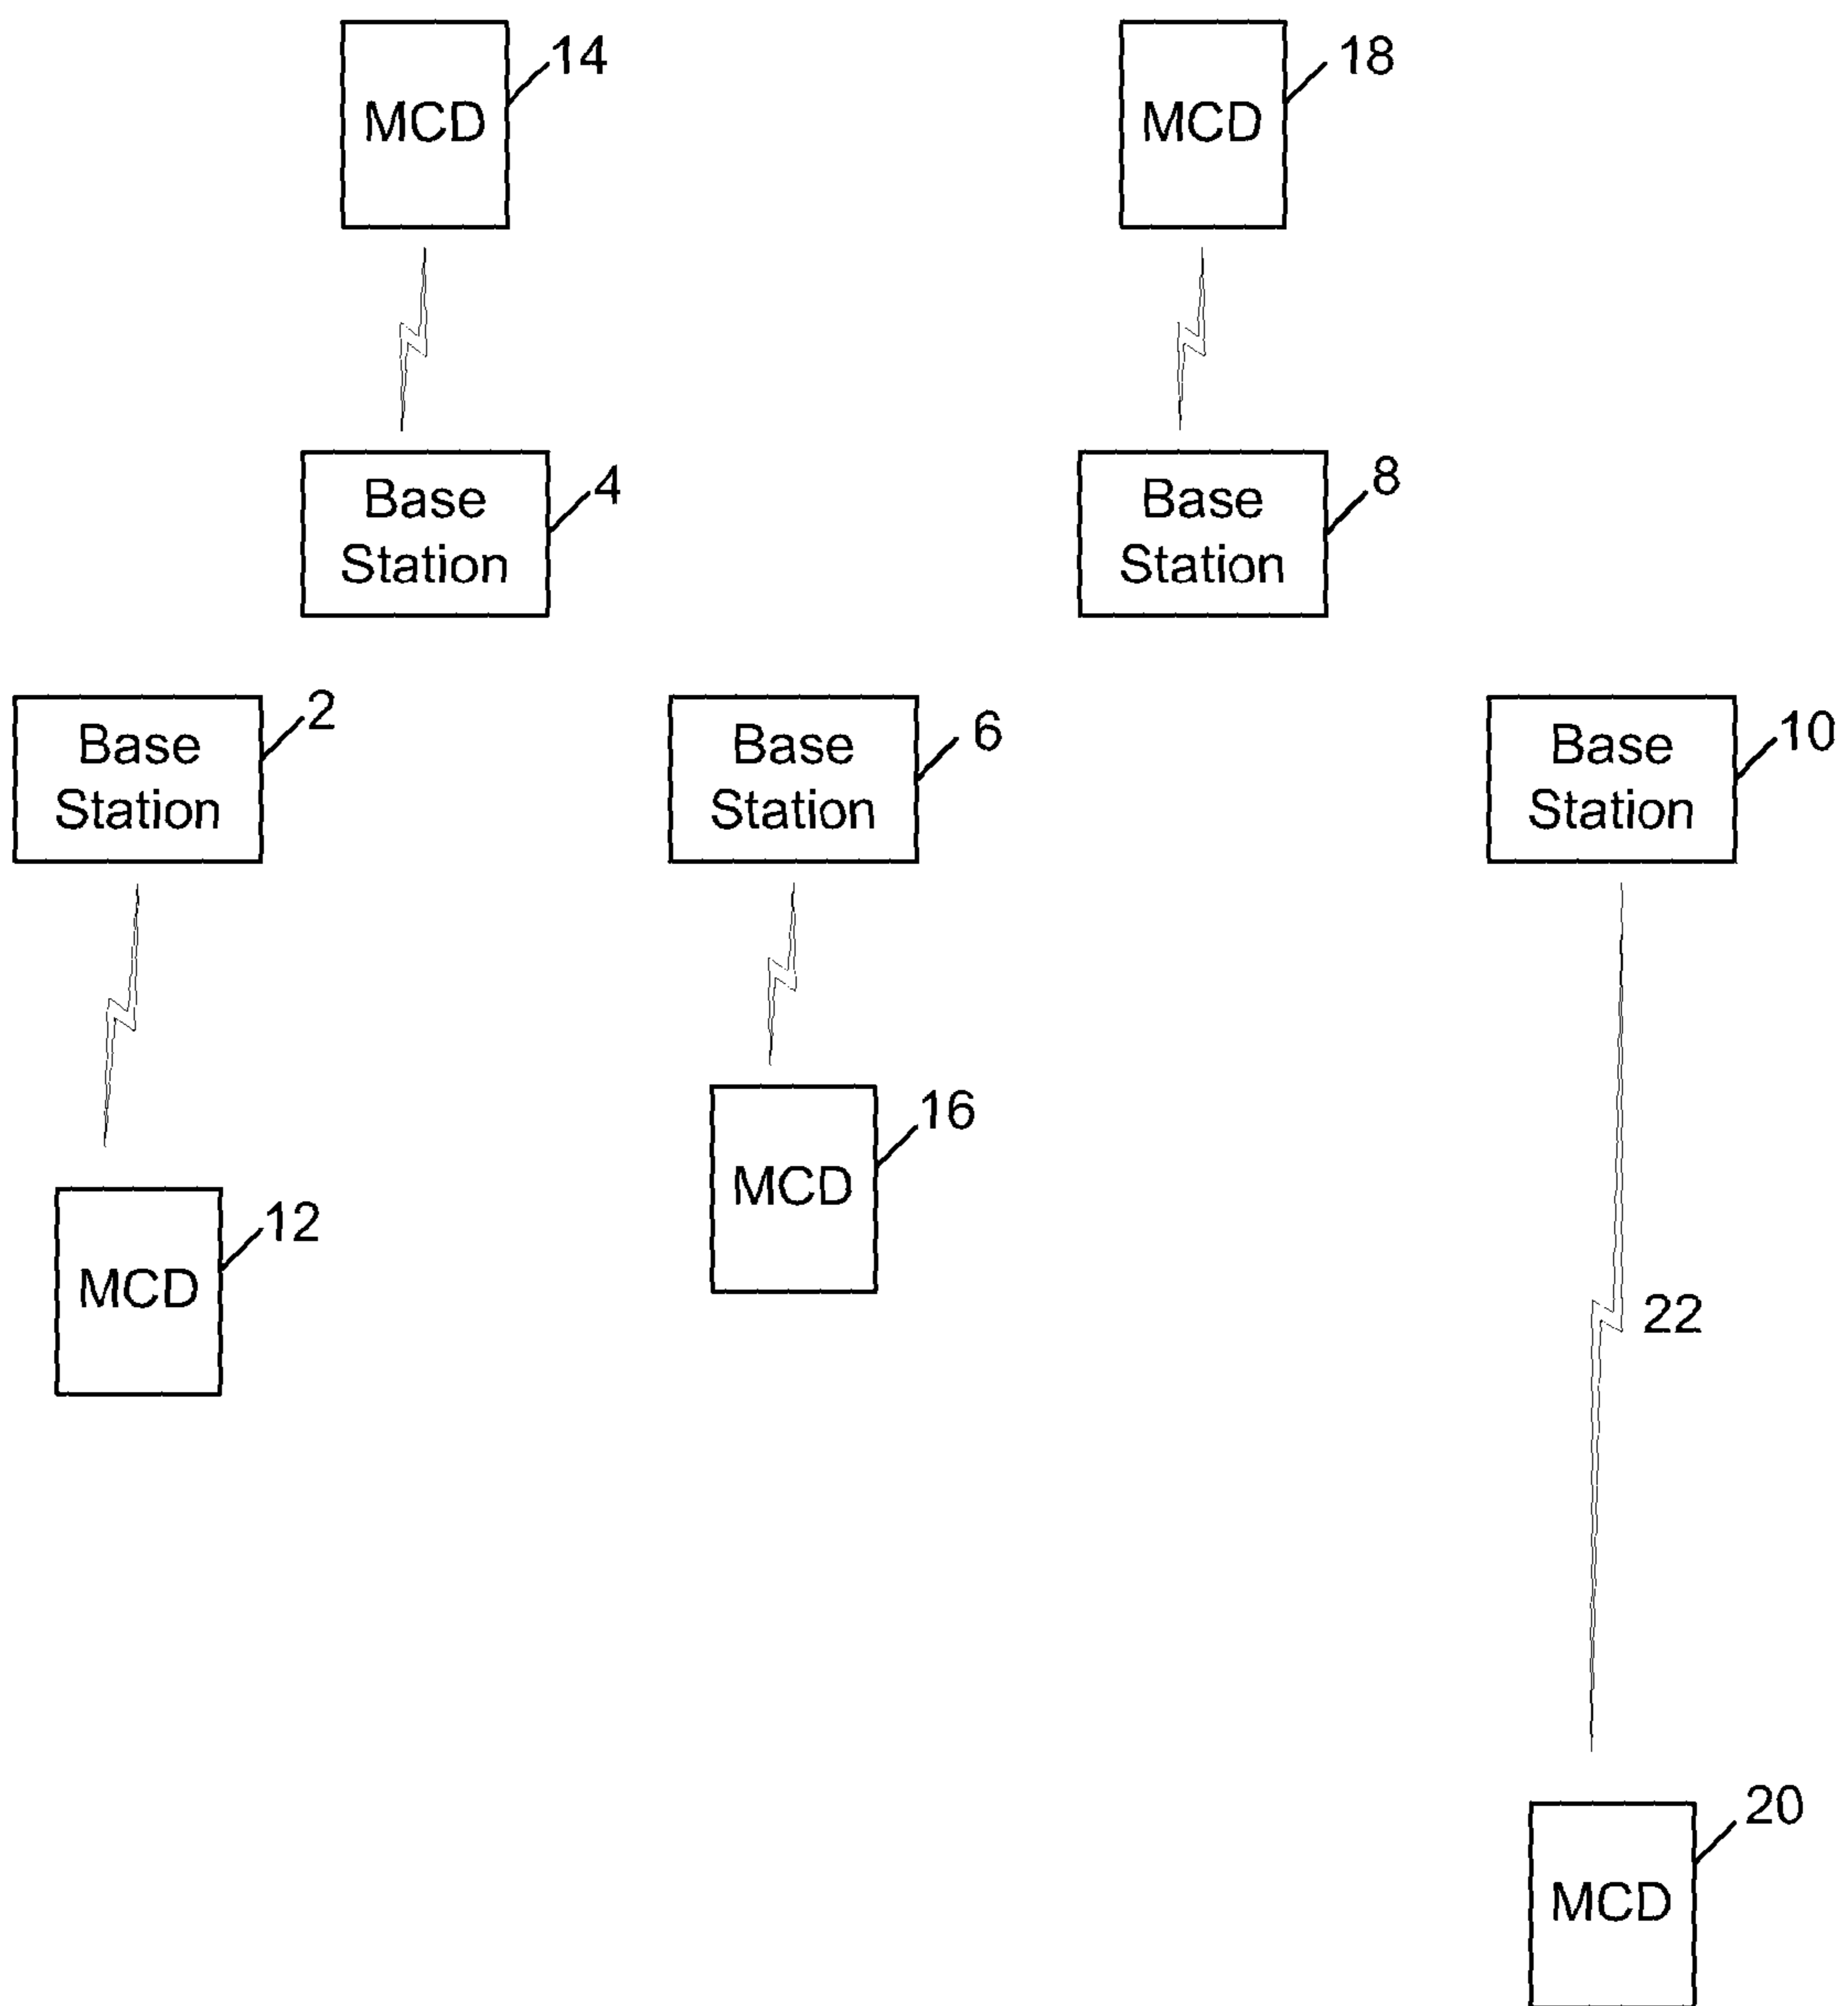 14
MCD
18
MCD
4
Base
Station
8
Base
Station
2
Base
Station
6
Base
Station
10
Base
Station
16
MCD
12
MCD
22
20
MCD